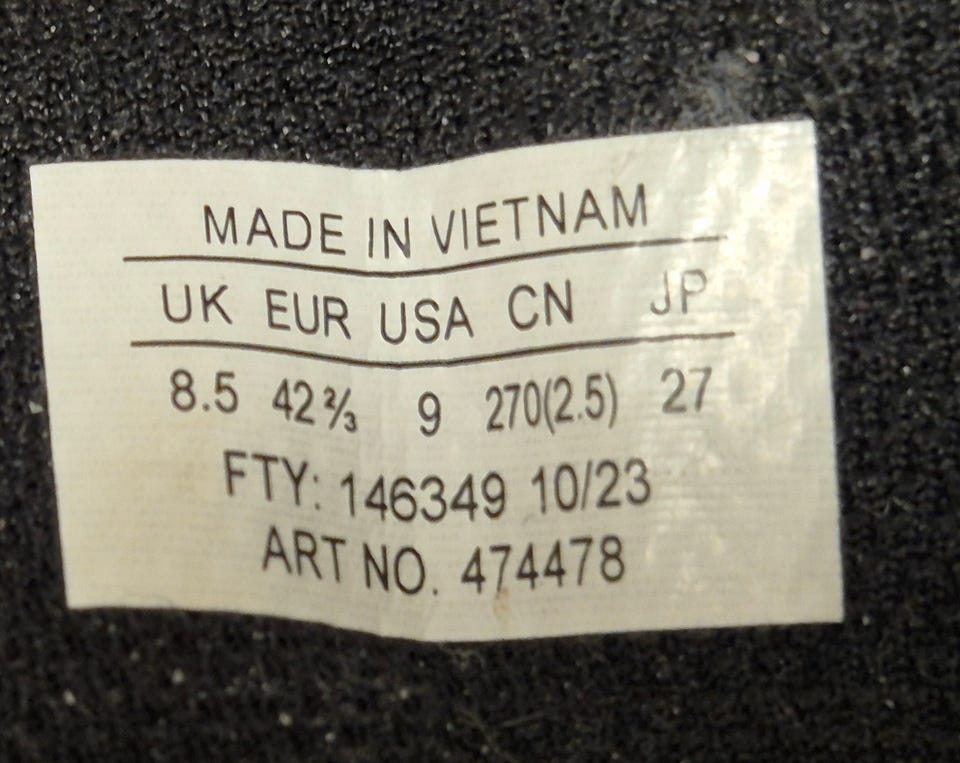 MADE IN VIETNAM
UK EUR USA CN JP
8.5 42⅔ 9 270(2.5) 27
FTY: 146349 10/23
ART NO. 474478